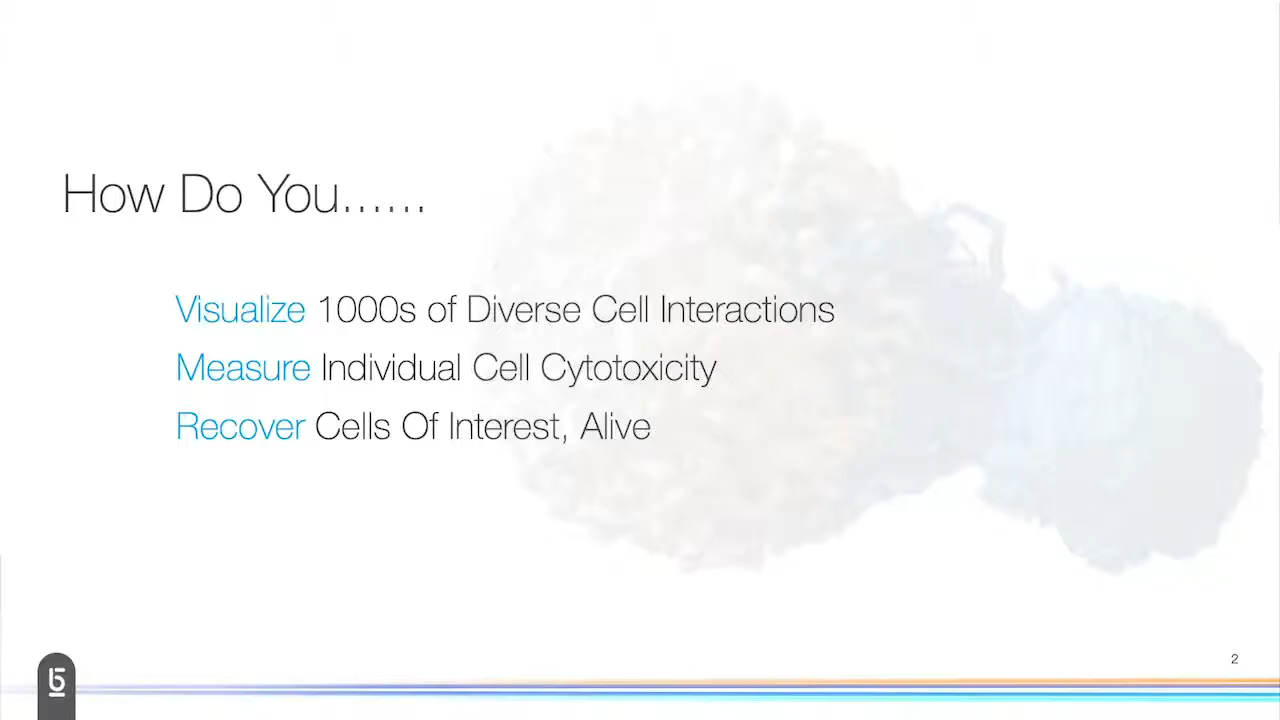 How Do You......
Visualize 1000s of Diverse Cell Interactions
Measure Individual Cell Cytotoxicity
Recover Cells Of Interest, Alive
2